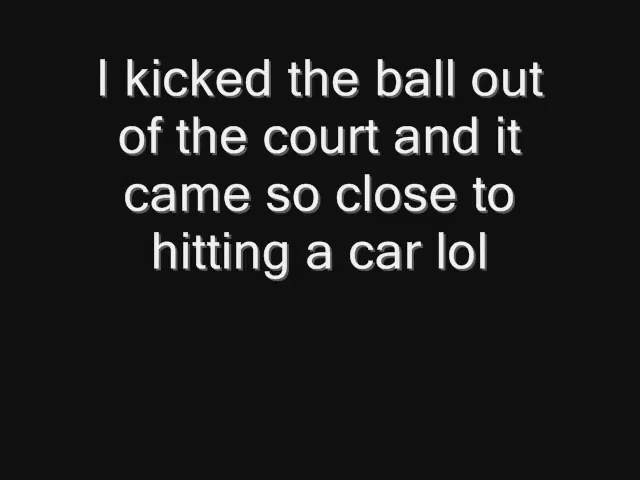 I kicked the ball out
of the court and it
came so close to
hitting a car lol